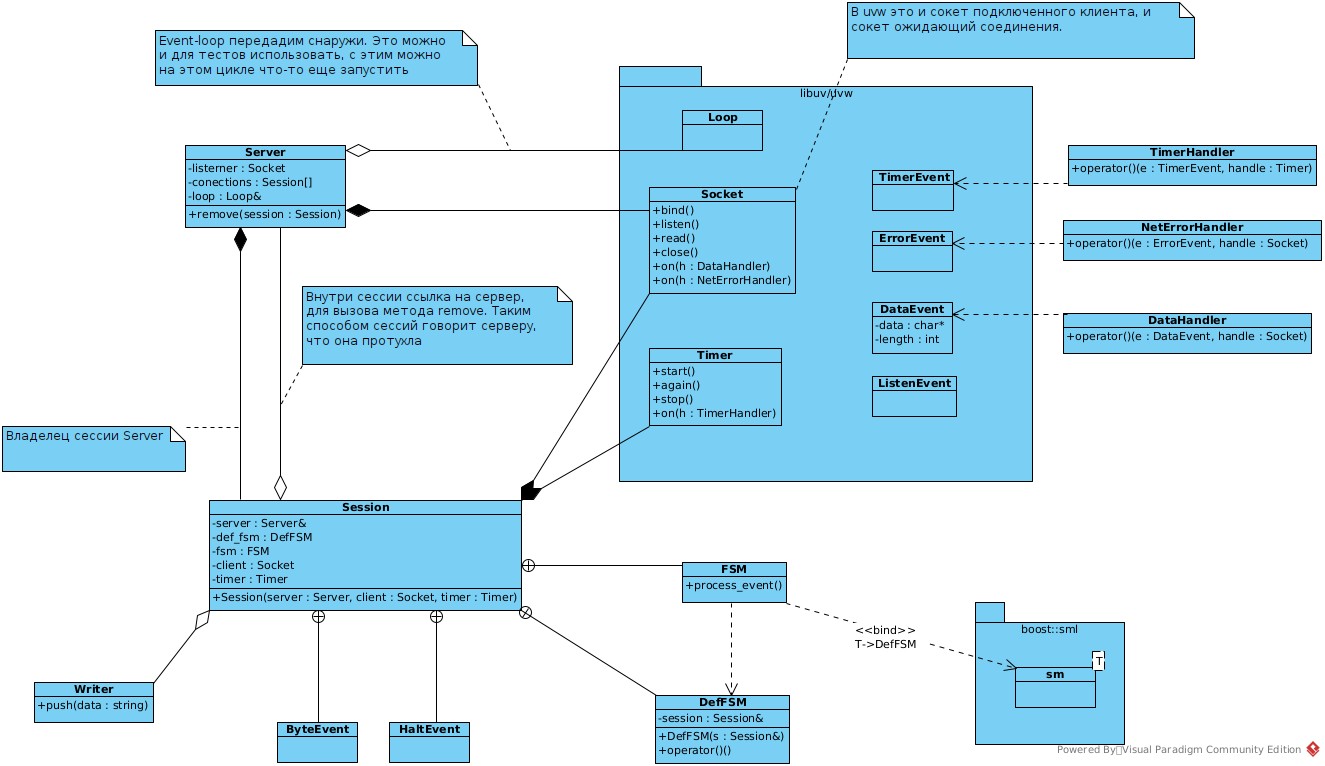 В uvw это и сокет подключенного клиента, и
сокет ожидающий соединения.
Event-loop передадим снаружи. Это можно
и для тестов использовать, с этим можно
на этом цикле что-то еще запустить
libuv/uvw
Loop
Server
-listerner : Socket
-conections : Session[]
-loop : Loop&
+remove(session : Session)
Socket
+bind()
+listen()
+read()
+close()
+on(h : DataHandler)
+on(h : NetErrorHandler)
TimerEvent
TimerHandler
+operator()(e : TimerEvent, handle : Timer)
ErrorEvent
NetErrorHandler
+operator()(e : ErrorEvent, handle : Socket)
DataEvent
-data : char*
-length : int
DataHandler
+operator()(e : DataEvent, handle : Socket)
Внутри сессии ссылка на сервер,
для вызова метода remove. Таким
способом сессий говорит серверу,
что она протухла
Timer
+start()
+again()
+stop()
+on(h : TimerHandler)
ListenEvent
Владелец сессии Server
Session
-server : Server&
-def_fsm : DefFSM
-fsm : FSM
-client : Socket
-timer : Timer
+Session(server : Server, client : Socket, timer : Timer)
FSM
+process_event()
<<bind>>
T->DefFSM
boost::sml
T
sm
Writer
+push(data : string)
ByteEvent
HaltEvent
DefFSM
-session : Session&
+DefFSM(s : Session&)
+operator()()
Powered By Visual Paradigm Community Edition